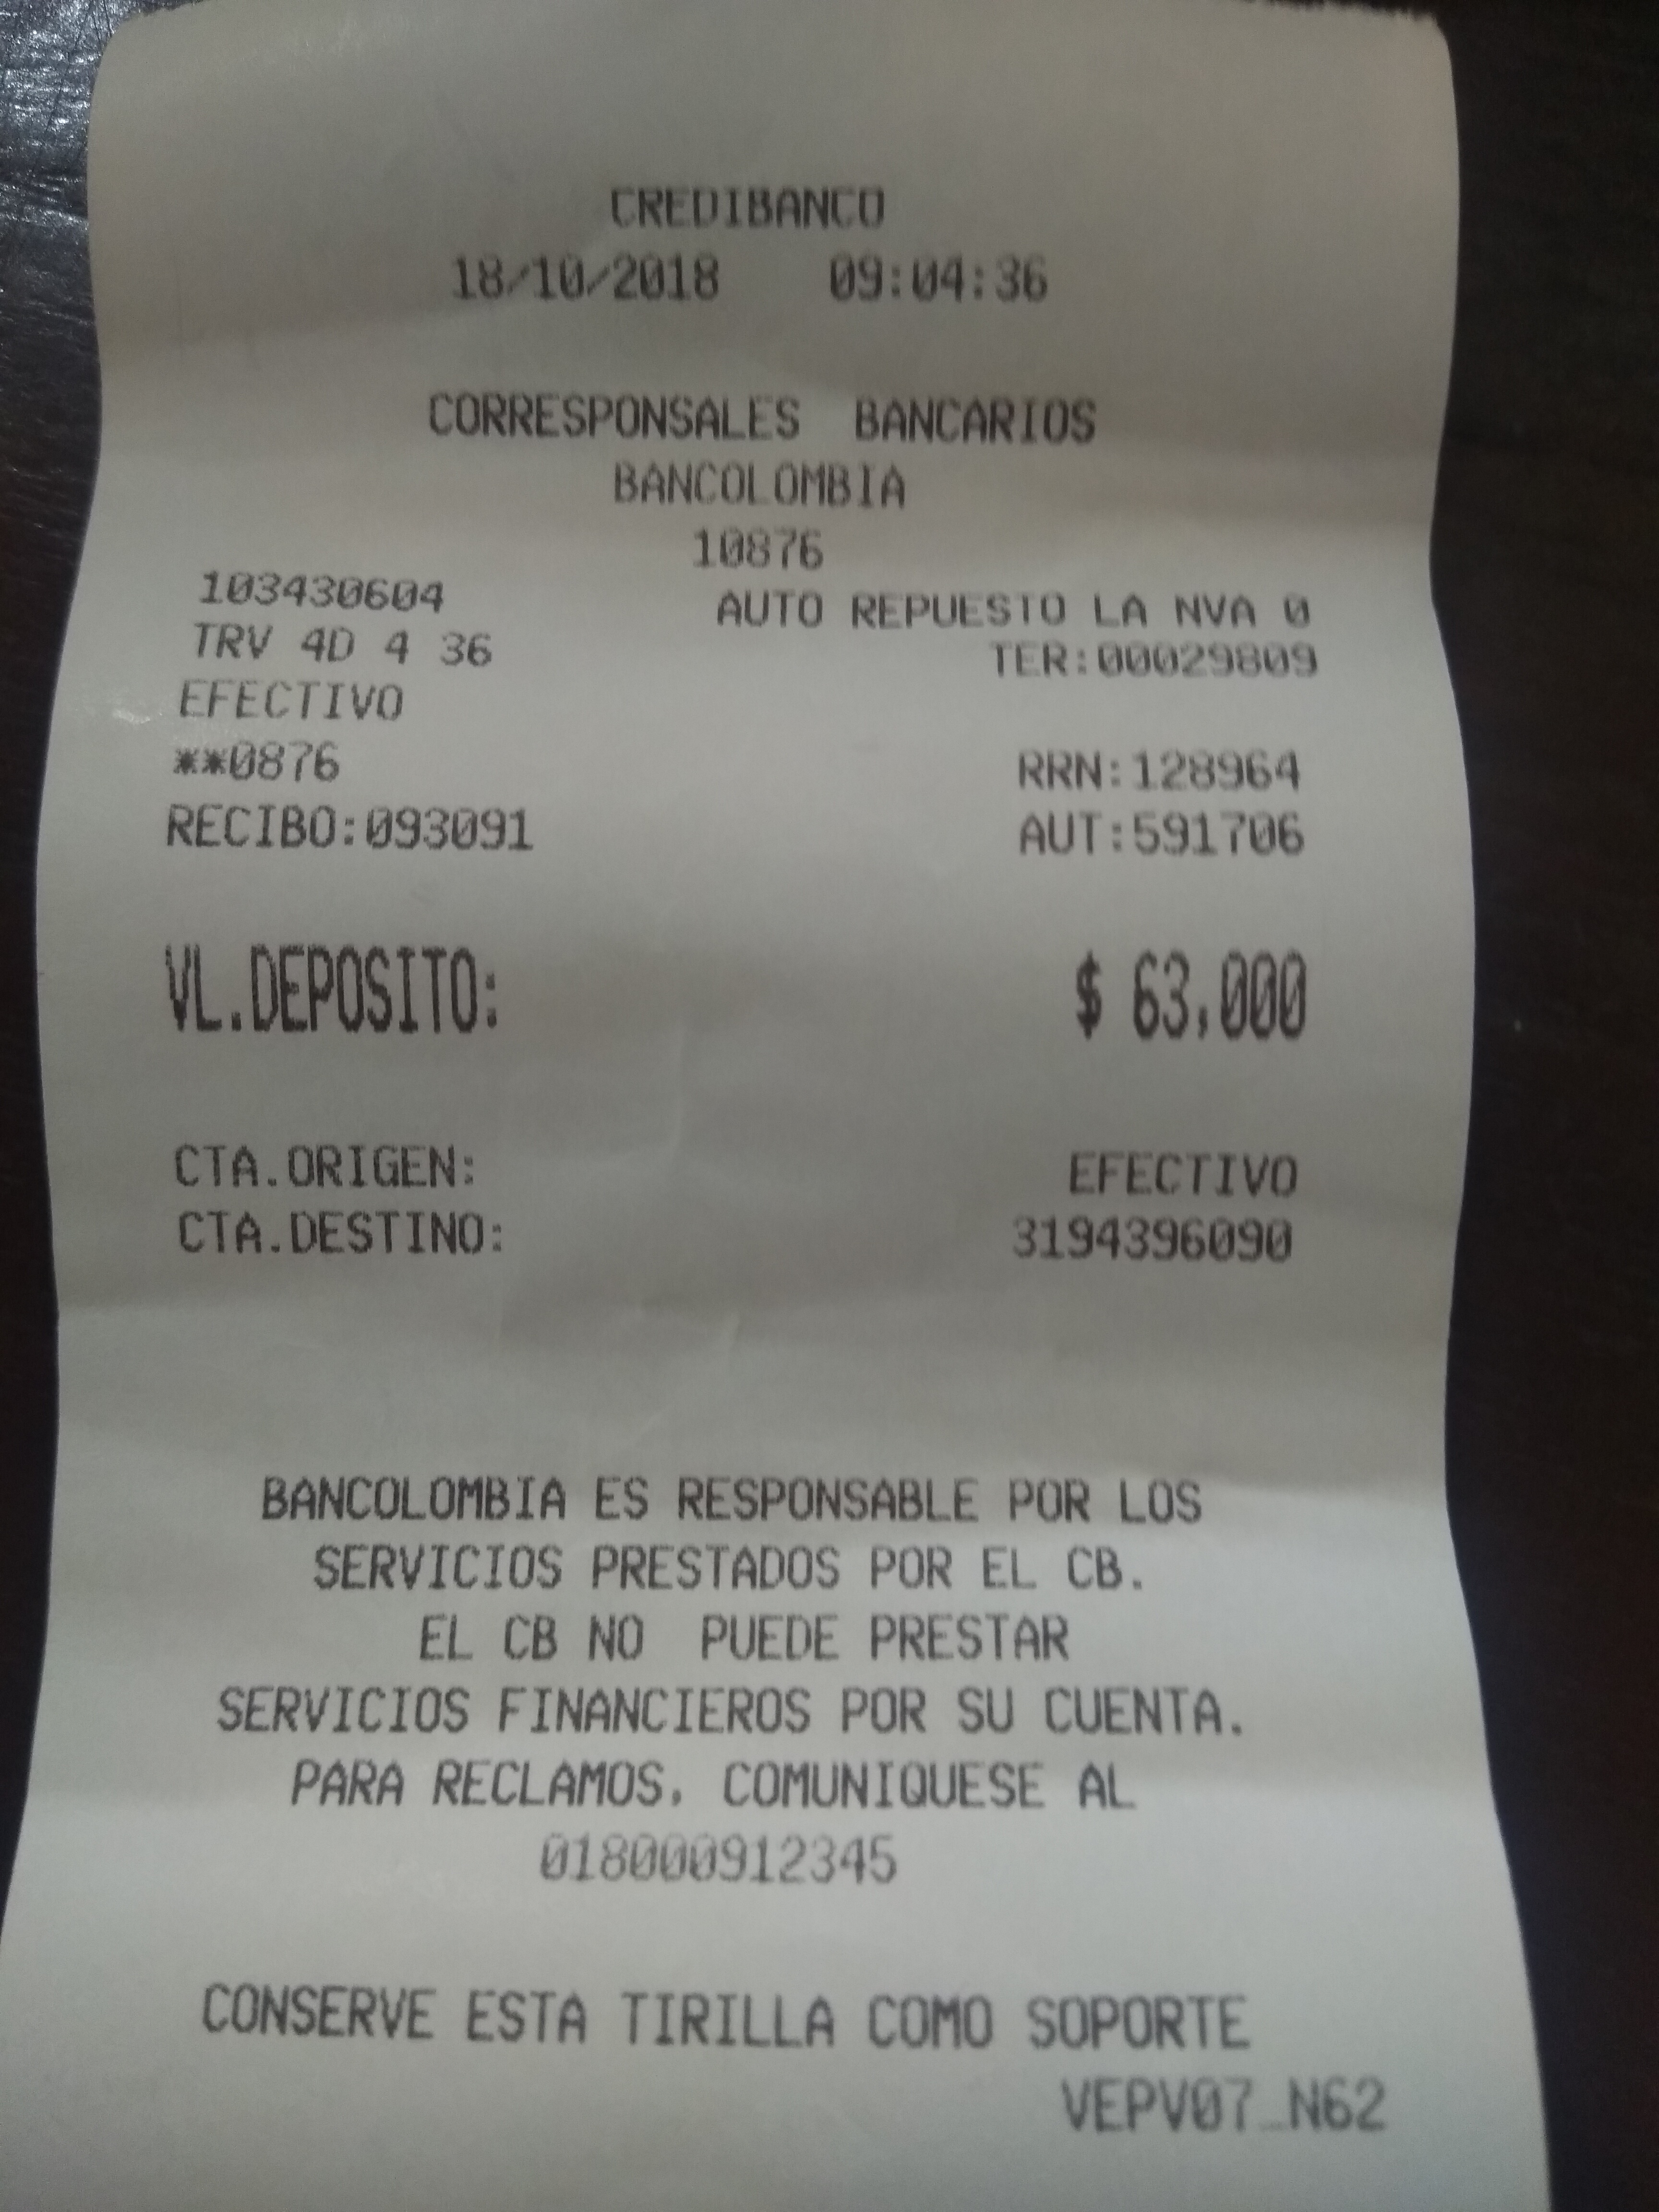 CREDIBANCO
18/10/2018 09:04:36
CORRESPONSALES BANCARIOS
BANCOLOMBIA
10876
103430604 AUTO REPUESTO LA NVA 0
TRV 4D 4 36 TER:00029809
EFECTIVO
**0876 RRN:128964
RECIBO:093091 AUT:591706
VL.DEPOSITO: $ 63,000
CTA.ORIGEN: EFECTIVO
CTA.DESTINO: 3194396090
BANCOLOMBIA ES RESPONSABLE POR LOS
SERVICIOS PRESTADOS POR EL CB.
EL CB NO PUEDE PRESTAR
SERVICIOS FINANCIEROS POR SU CUENTA.
PARA RECLAMOS, COMUNIQUESE AL
018000912345
CONSERVE ESTA TIRILLA COMO SOPORTE
VEPV07_N62